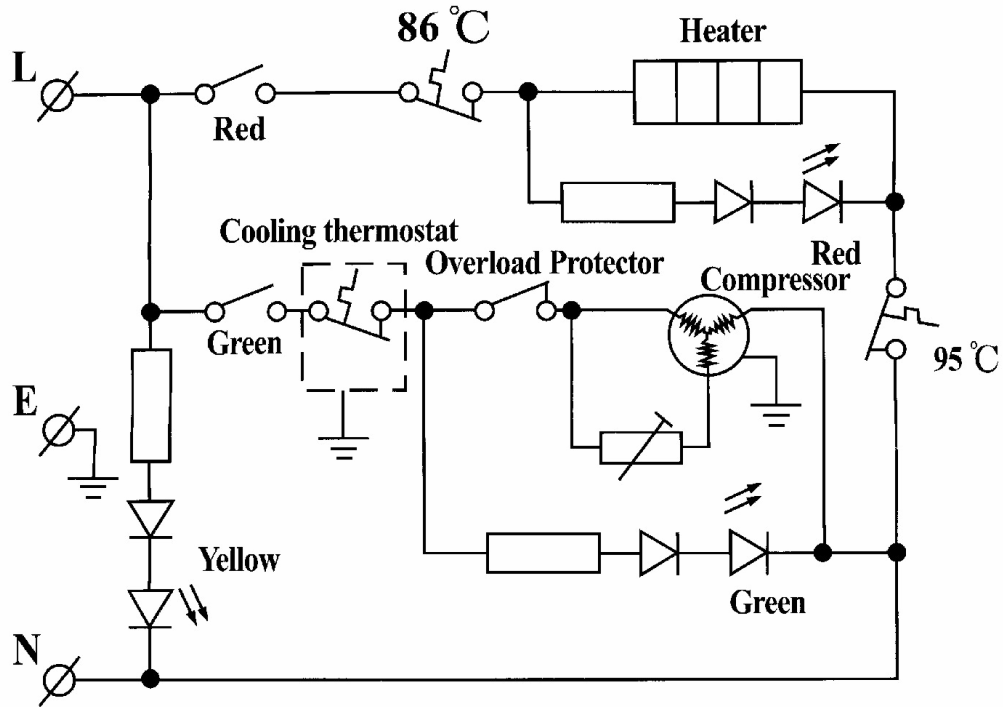 86 ℃
Heater
L
Red
Red
Cooling thermostat
Overload Protector
Compressor
Green
95 ℃
E
Yellow
Green
N